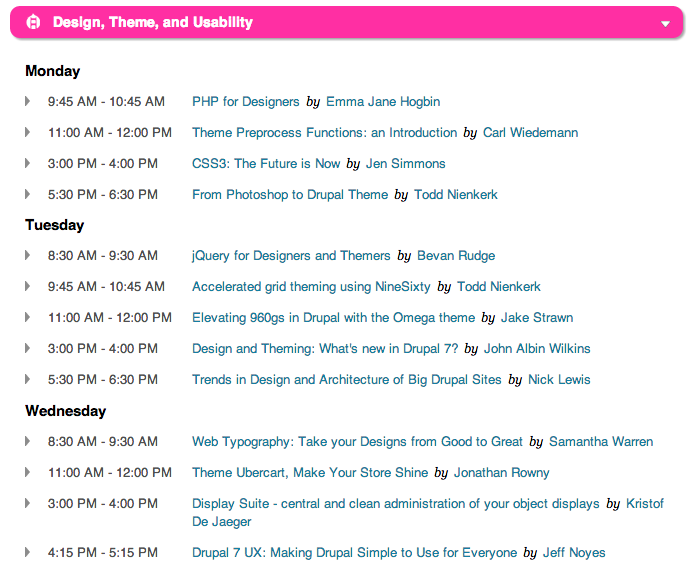 Design, Theme, and Usability
Monday
9:45 AM - 10:45 AM PHP for Designers by Emma Jane Hogbin
11:00 AM - 12:00 PM Theme Preprocess Functions: an Introduction by Carl Wiedemann
3:00 PM - 4:00 PM CSS3: The Future is Now by Jen Simmons
5:30 PM - 6:30 PM From Photoshop to Drupal Theme by Todd Nienkerk
Tuesday
8:30 AM - 9:30 AM jQuery for Designers and Themers by Bevan Rudge
9:45 AM - 10:45 AM Accelerated grid theming using NineSixty by Todd Nienkerk
11:00 AM - 12:00 PM Elevating 960gs in Drupal with the Omega theme by Jake Strawn
3:00 PM - 4:00 PM Design and Theming: What's new in Drupal 7? by John Albin Wilkins
5:30 PM - 6:30 PM Trends in Design and Architecture of Big Drupal Sites by Nick Lewis
Wednesday
8:30 AM - 9:30 AM Web Typography: Take your Designs from Good to Great by Samantha Warren
11:00 AM - 12:00 PM Theme Ubercart, Make Your Store Shine by Jonathan Rowny
3:00 PM - 4:00 PM Display Suite - central and clean administration of your object displays by Kristof
De Jaeger
4:15 PM - 5:15 PM Drupal 7 UX: Making Drupal Simple to Use for Everyone by Jeff Noyes